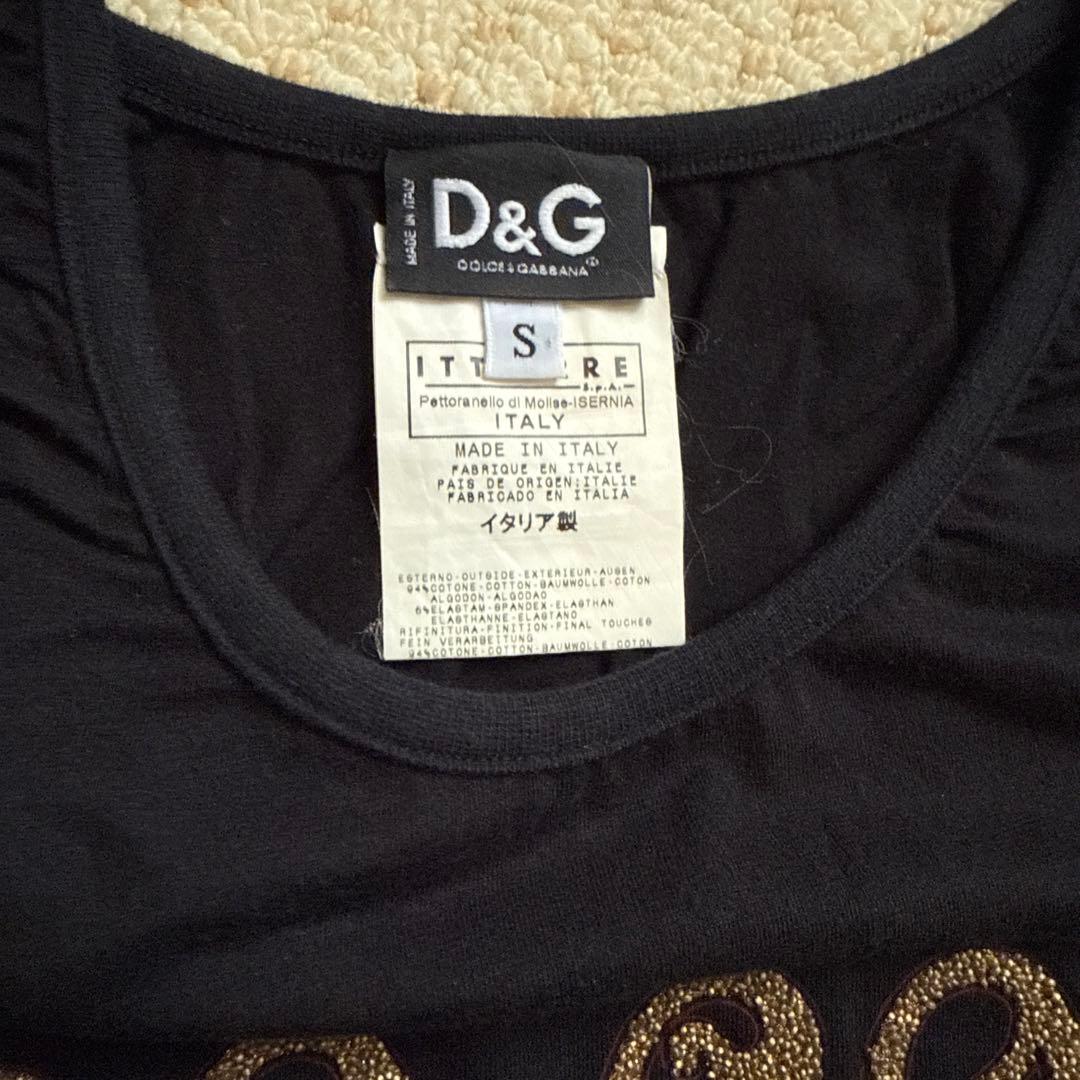 MADE IN ITALY
D&G
DOLCE & GABBANA
S
ITT RRE
S.p.A.
Pettoranello di Molise-ISERNIA
ITALY
MADE IN ITALY
FABRIQUE EN ITALIE
PAIS DE ORIGEN:ITALIE
FABRICADO EN ITALIA
イタリア製
ESTERNO-OUTSIDE-EXTERIEUR-AUSEN
94%COTONE-COTTON-BAUMWOLLE-COTON
ALGODON-ALGODAO
6%ELASTAM-SPANDEX-ELASTHAN
ELASTHANNE-ELASTANO
RIFINITURA-FINITION-FINAL TOUCHES
FEIN VERARBEITUNG
94%COTONE-COTTON-BAUMWOLLE-COTON